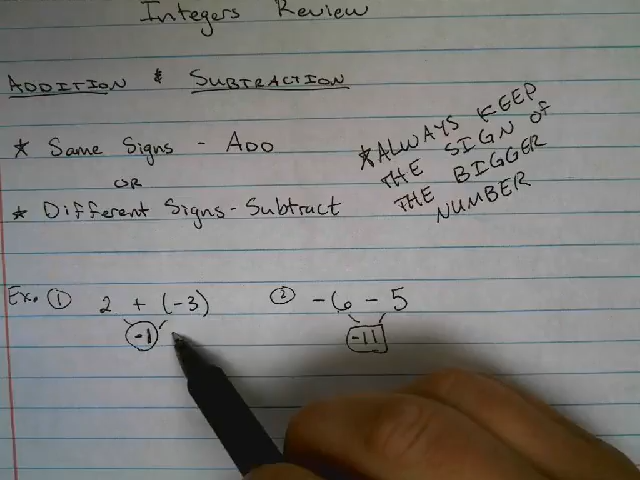 Integers Review
ADDITION & SUBTRACTION
* Same Signs - ADD
OR
* Different Signs - Subtract
*ALWAYS KEEP
THE SIGN OF
THE BIGGER
NUMBER
Ex. ① 2 + (-3) ② -6 - 5
-1 -11